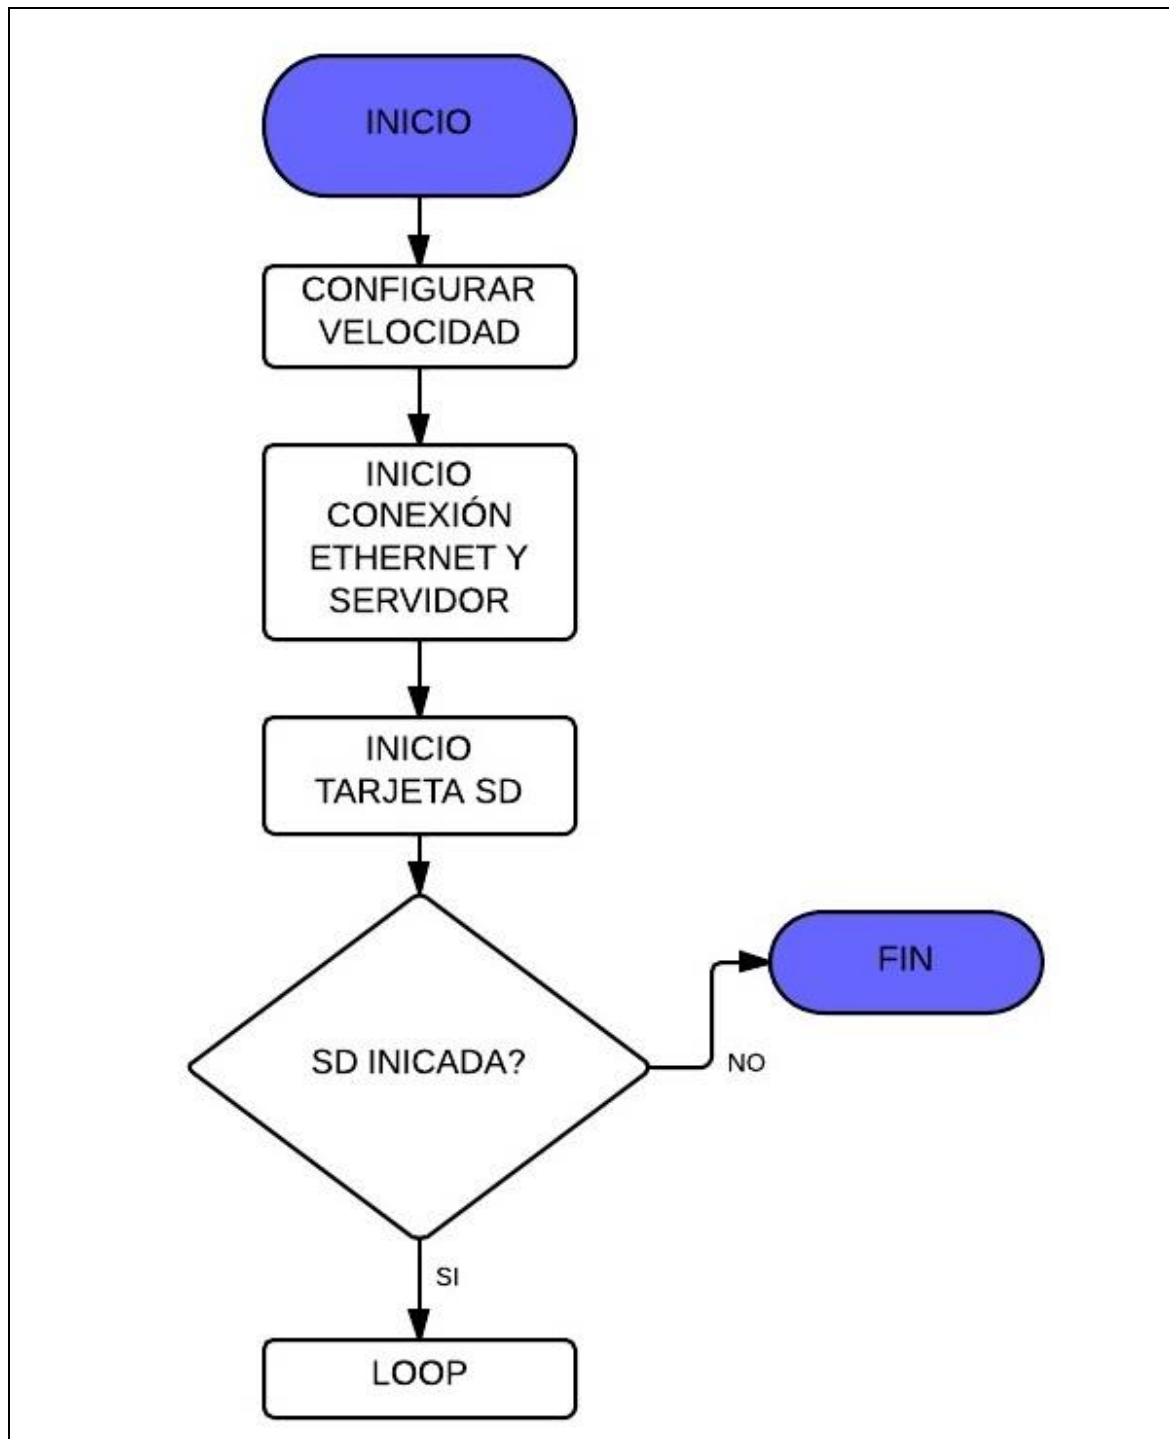 INICIO
CONFIGURAR
VELOCIDAD
INICIO
CONEXIÓN
ETHERNET Y
SERVIDOR
INICIO
TARJETA SD
FIN
SD INICADA?
NO
SI
LOOP